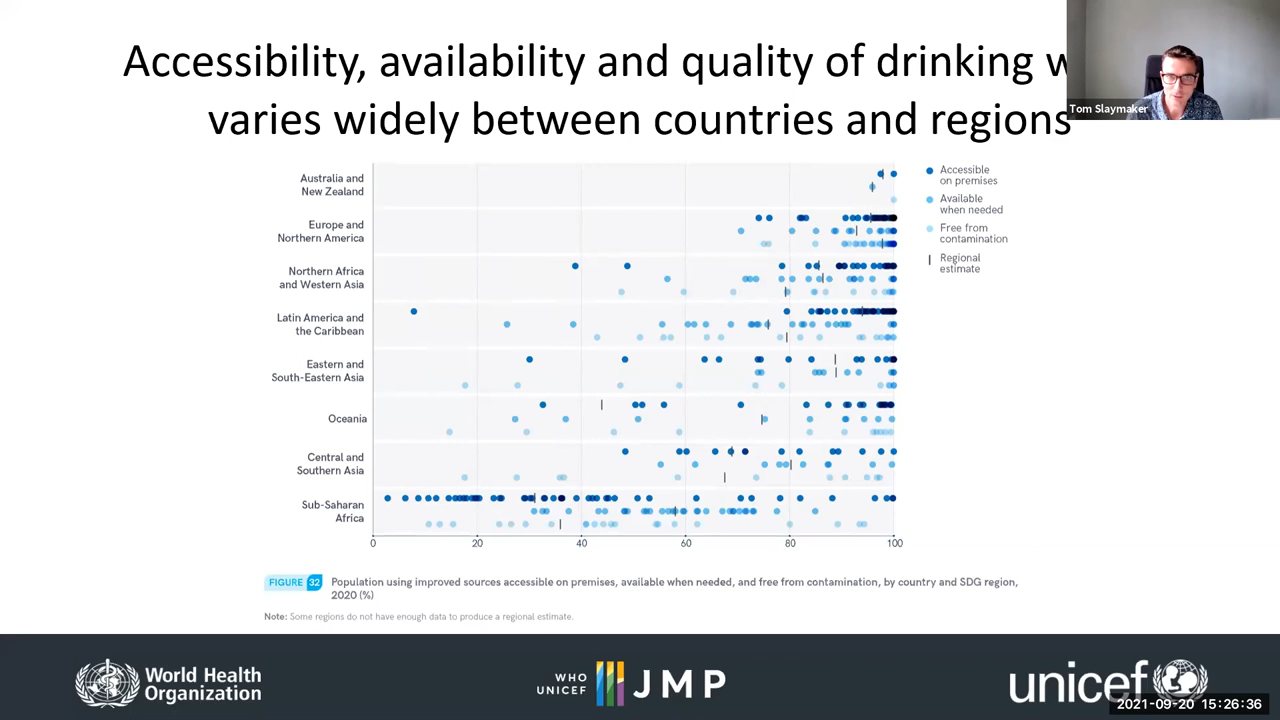 Accessibility, availability and quality of drinking
varies widely between countries and regions
Tom Slaymaker
Australia and
New Zealand
Europe and
Northern America
Northern Africa
and Western Asia
Latin America and
the Caribbean
Eastern and
South-Eastern Asia
Oceania
Central and
Southern Asia
Sub-Saharan
Africa
0 20 40 60 80 100
Accessible
on premises
Available
when needed
Free from
contamination
Regional
estimate
FIGURE 32 Population using improved sources accessible on premises, available when needed, and free from contamination, by country and SDG region,
2020 (%)
Note: Some regions do not have enough data to produce a regional estimate.
World Health
Organization
WHO
UNICEF
JMP
unicef
2021-09-20 15:26:36